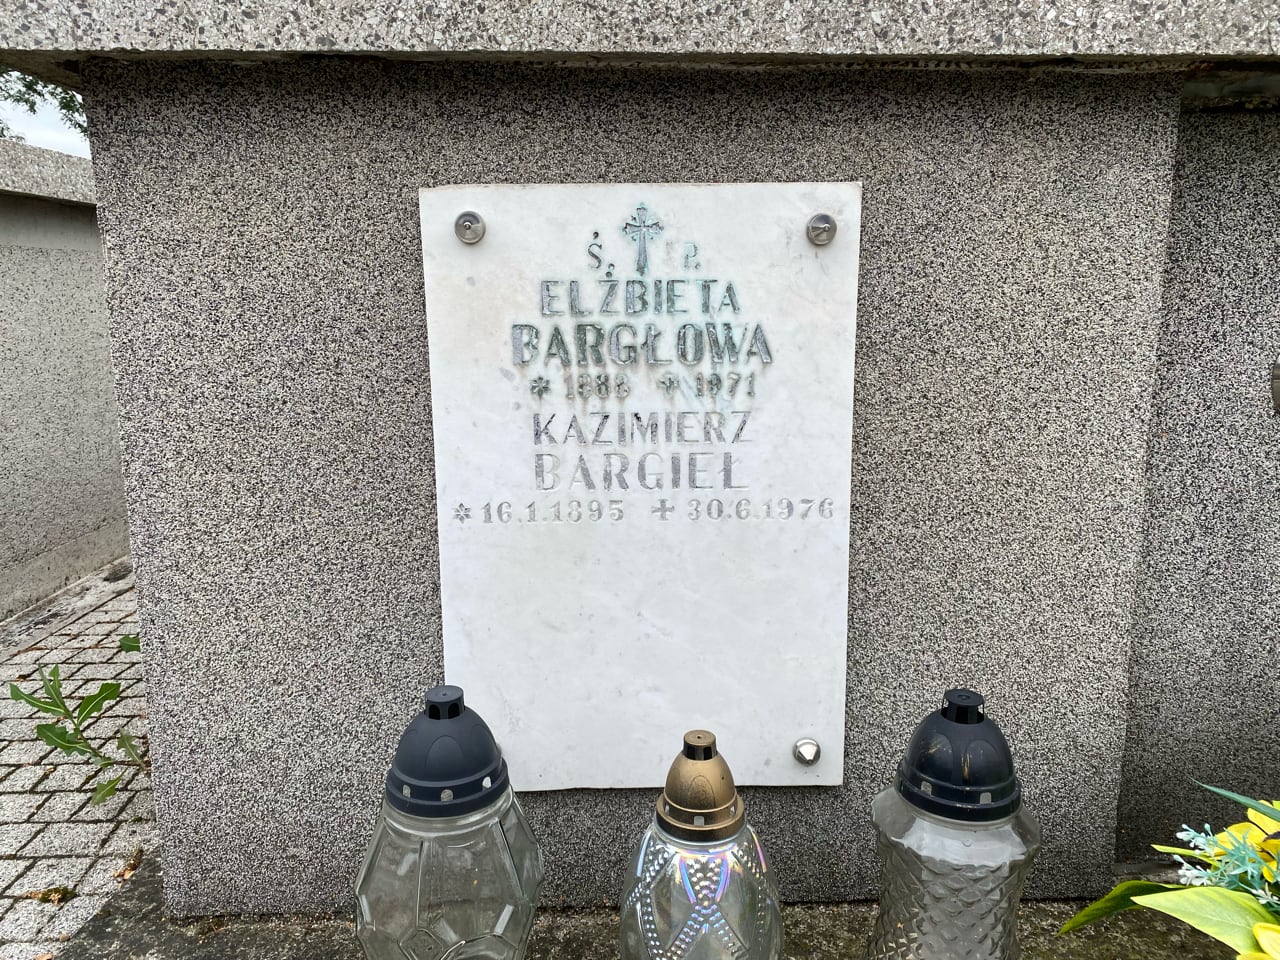 Ś. P.
ELŻBIETA
BARGŁOWA
* 1888 ✝ 1971
KAZIMIERZ
BARGIEŁ
* 16.1.1895 ✝ 30.6.1976